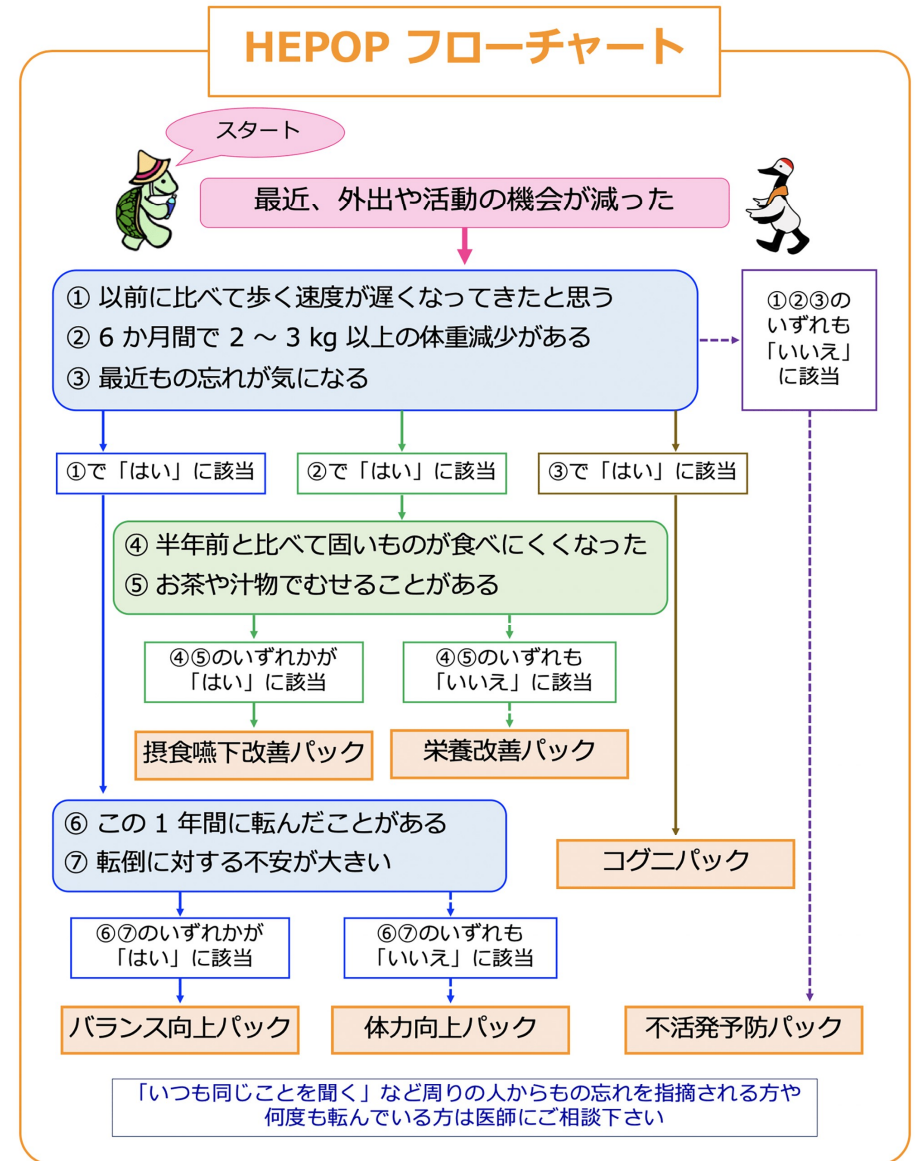 HEPOP フローチャート
スタート
最近、外出や活動の機会が減った
① 以前に比べて歩く速度が遅くなってきたと思う
② 6 か月間で 2 ～ 3 kg 以上の体重減少がある
③ 最近もの忘れが気になる
①②③の
いずれも
「いいえ」
に該当
①で「はい」に該当
②で「はい」に該当
③で「はい」に該当
④ 半年前と比べて固いものが食べにくくなった
⑤ お茶や汁物でむせることがある
④⑤のいずれかが
「はい」に該当
④⑤のいずれも
「いいえ」に該当
摂食嚥下改善パック
栄養改善パック
⑥ この 1 年間に転んだことがある
⑦ 転倒に対する不安が大きい
コグニパック
⑥⑦のいずれかが
「はい」に該当
⑥⑦のいずれも
「いいえ」に該当
バランス向上パック
体力向上パック
不活発予防パック
「いつも同じことを聞く」など周りの人からもの忘れを指摘される方や
何度も転んでいる方は医師にご相談下さい